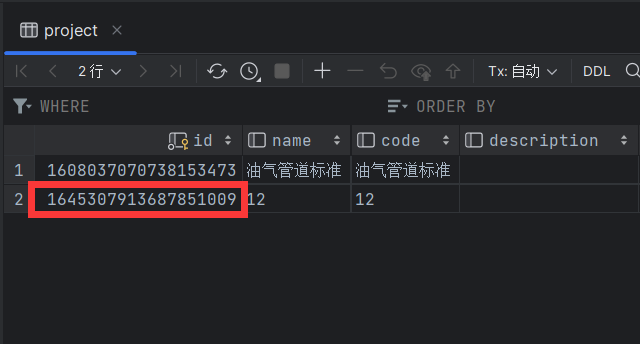 project
2 行 Tx: 自动 DDL
WHERE ORDER BY
id name code description
1 1608037070738153473 油气管道标准 油气管道标准
2 1645307913687851009 12 12